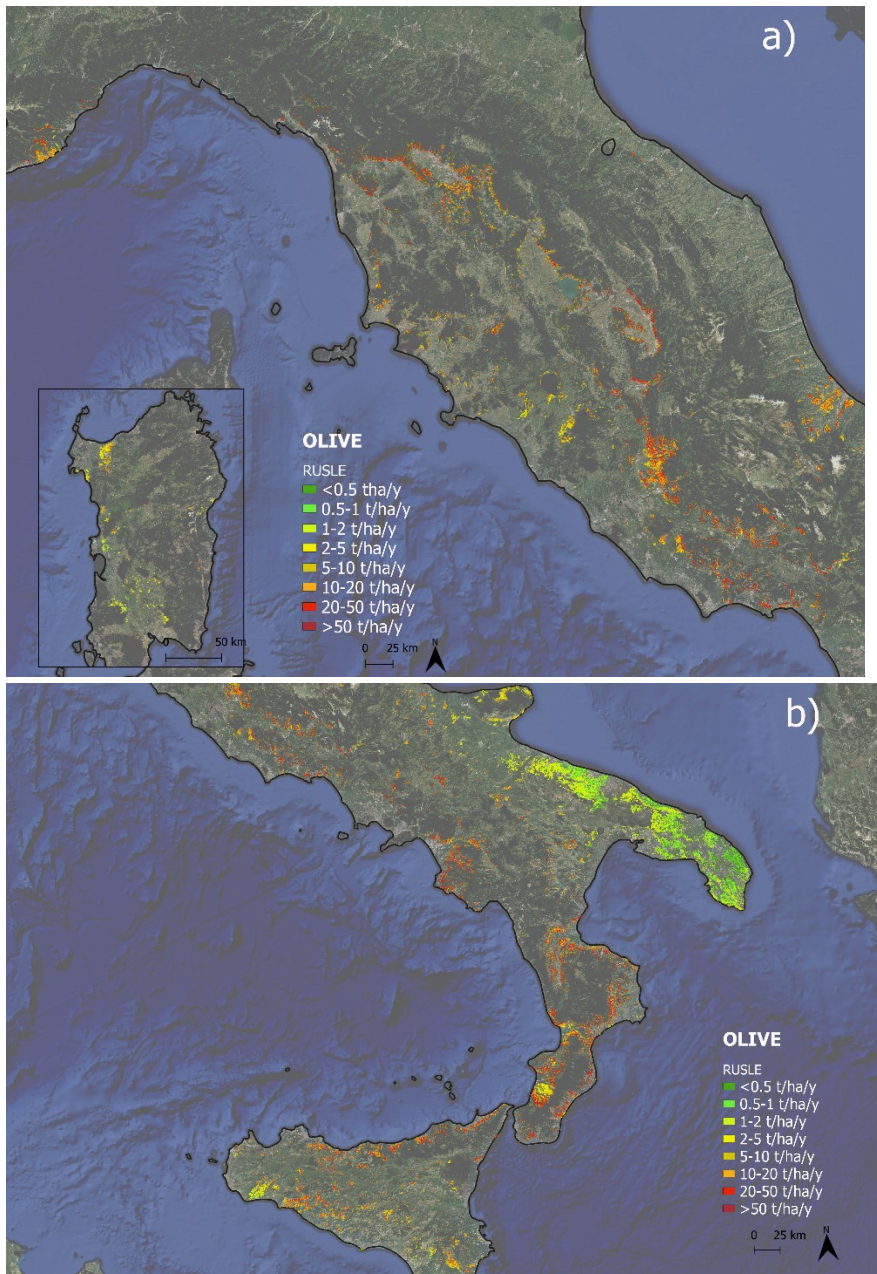 a)
OLIVE
RUSLE
<0.5 tha/y
0.5-1 t/ha/y
1-2 t/ha/y
2-5 t/ha/y
5-10 t/ha/y
10-20 t/ha/y
20-50 t/ha/y
>50 t/ha/y
0 50 km
0 25 km
N
b)
OLIVE
RUSLE
<0.5 t/ha/y
0.5-1 t/ha/y
1-2 t/ha/y
2-5 t/ha/y
5-10 t/ha/y
10-20 t/ha/y
20-50 t/ha/y
>50 t/ha/y
0 25 km
N